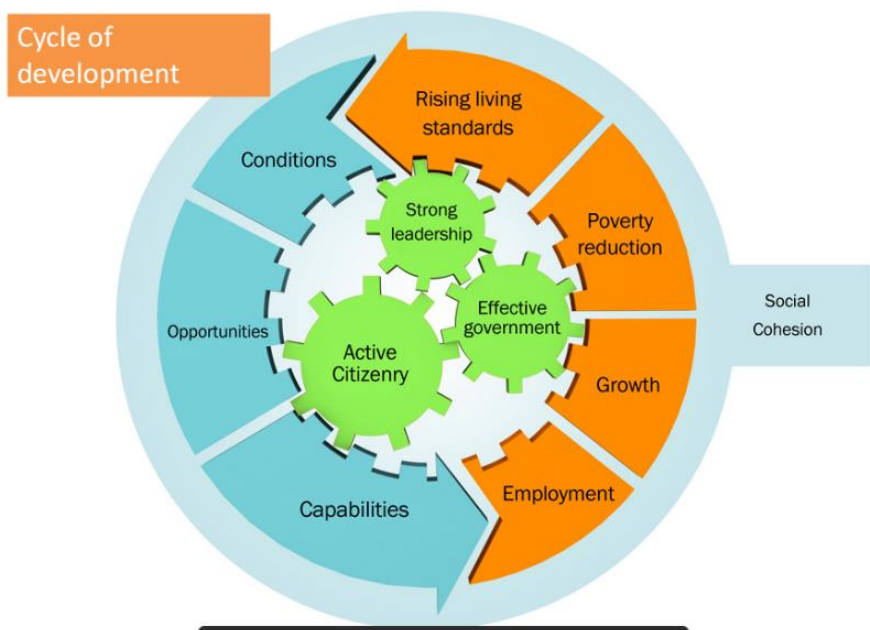 Cycle of
development
Rising living
standards
Conditions
Poverty
reduction
Strong
leadership
Social
Cohesion
Effective
government
Opportunities
Active
Citizenry
Growth
Employment
Capabilities